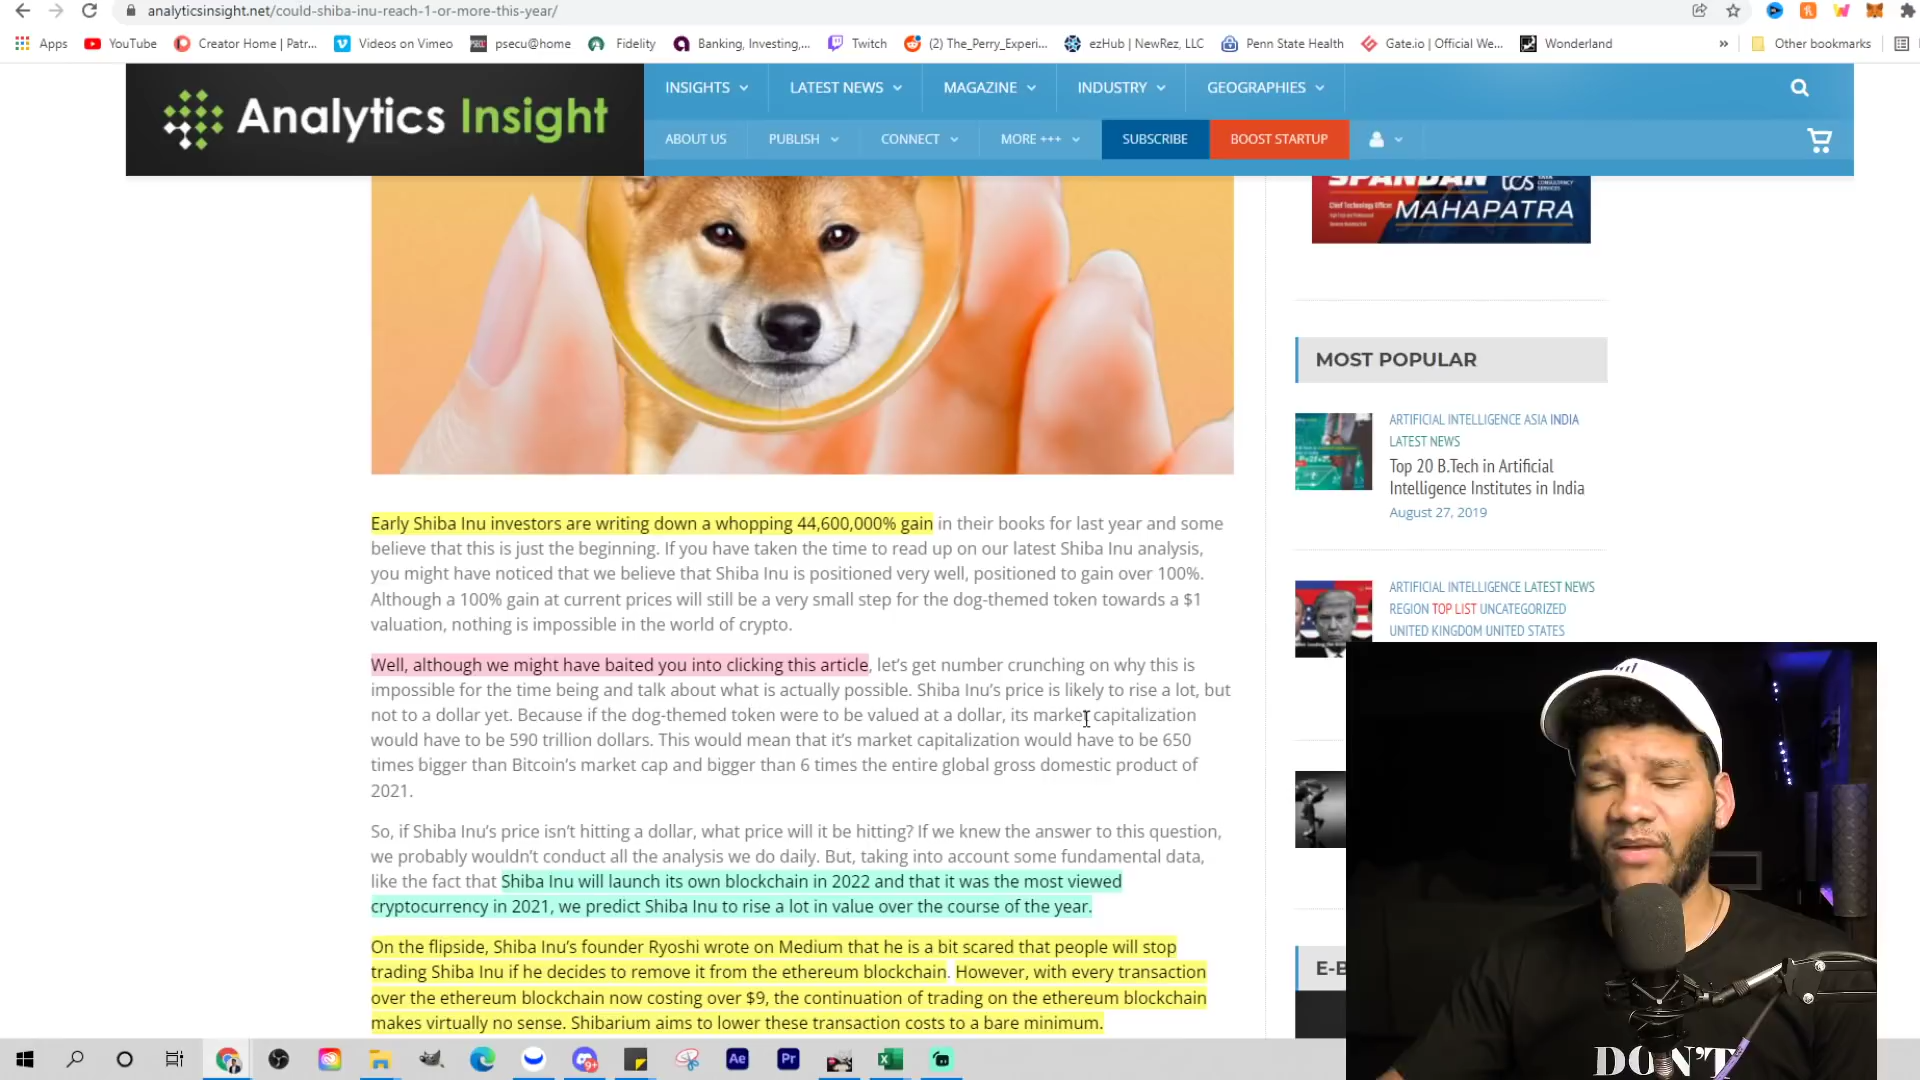 analyticsinsight.net/could-shiba-inu-reach-1-or-more-this-year/
Apps YouTube Creator Home | Patr... Videos on Vimeo psecu@home Fidelity Banking, Investing,... Twitch (2) The_Perry_Experi... ezHub | NewRez, LLC Penn State Health Gate.io | Official We... Wonderland » Other bookmarks
Analytics Insight
INSIGHTS LATEST NEWS MAGAZINE INDUSTRY GEOGRAPHIES
ABOUT US PUBLISH CONNECT MORE +++ SUBSCRIBE BOOST STARTUP
SPANDAN
tcs TATA CONSULTANCY SERVICES
Chief Technology Officer
MAHAPATRA
Early Shiba Inu investors are writing down a whopping 44,600,000% gain in their books for last year and some
believe that this is just the beginning. If you have taken the time to read up on our latest Shiba Inu analysis,
you might have noticed that we believe that Shiba Inu is positioned very well, positioned to gain over 100%.
Although a 100% gain at current prices will still be a very small step for the dog-themed token towards a $1
valuation, nothing is impossible in the world of crypto.
Well, although we might have baited you into clicking this article, let's get number crunching on why this is
impossible for the time being and talk about what is actually possible. Shiba Inu's price is likely to rise a lot, but
not to a dollar yet. Because if the dog-themed token were to be valued at a dollar, its market capitalization
would have to be 590 trillion dollars. This would mean that it's market capitalization would have to be 650
times bigger than Bitcoin's market cap and bigger than 6 times the entire global gross domestic product of
2021.
So, if Shiba Inu's price isn't hitting a dollar, what price will it be hitting? If we knew the answer to this question,
we probably wouldn't conduct all the analysis we do daily. But, taking into account some fundamental data,
like the fact that Shiba Inu will launch its own blockchain in 2022 and that it was the most viewed
cryptocurrency in 2021, we predict Shiba Inu to rise a lot in value over the course of the year.
On the flipside, Shiba Inu's founder Ryoshi wrote on Medium that he is a bit scared that people will stop
trading Shiba Inu if he decides to remove it from the ethereum blockchain. However, with every transaction
over the ethereum blockchain now costing over $9, the continuation of trading on the ethereum blockchain
makes virtually no sense. Shibarium aims to lower these transaction costs to a bare minimum.
MOST POPULAR
ARTIFICIAL INTELLIGENCE ASIA INDIA
LATEST NEWS
Top 20 B.Tech in Artificial
Intelligence Institutes in India
August 27, 2019
ARTIFICIAL INTELLIGENCE LATEST NEWS
REGION TOP LIST UNCATEGORIZED
UNITED KINGDOM UNITED STATES
E-B
DON'T
Ae Pr